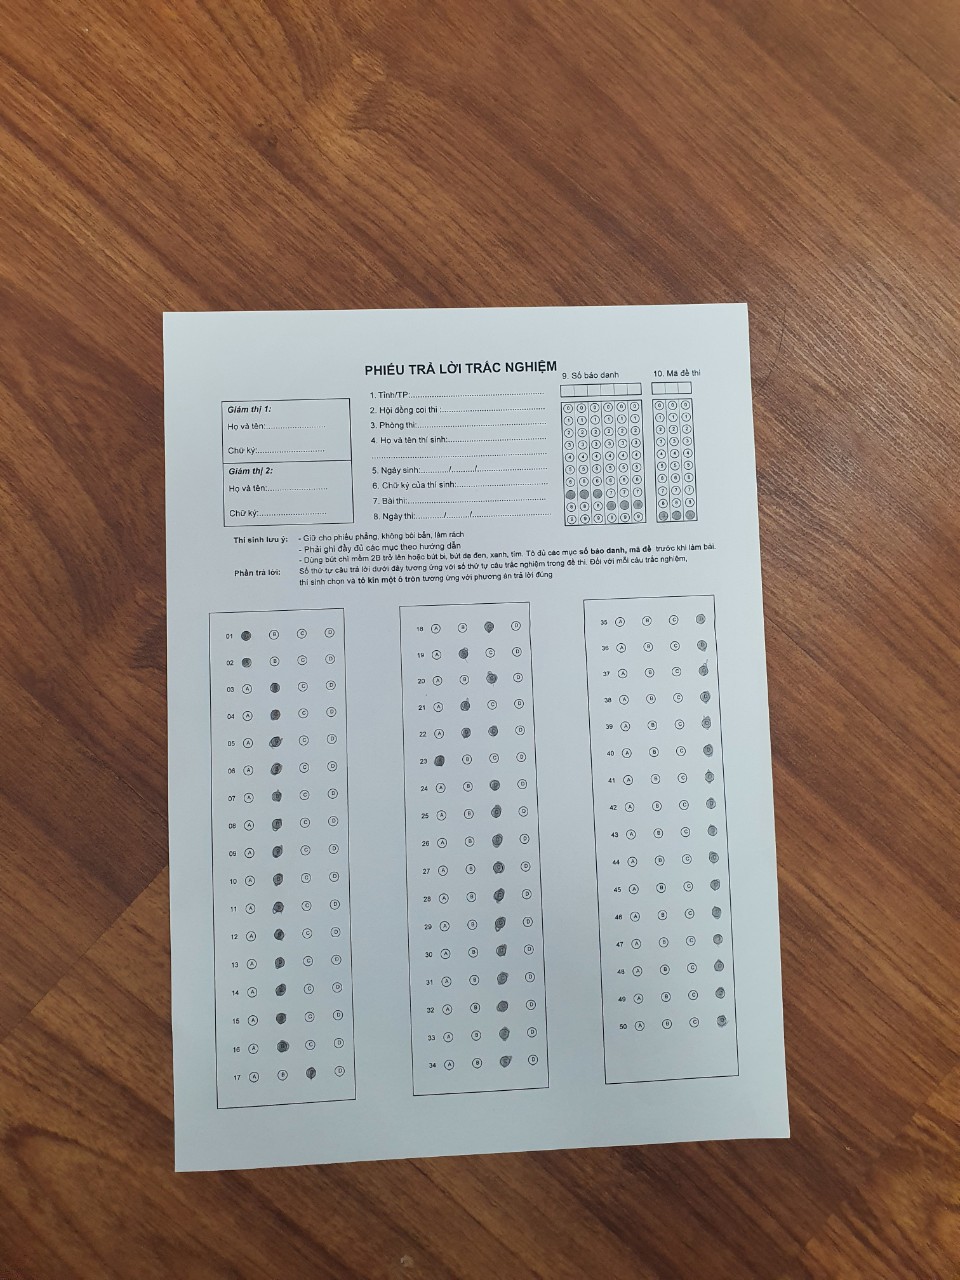 PHIẾU TRẢ LỜI TRẮC NGHIỆM
9. Số báo danh
10. Mã đề thi
Giám thị 1:
Họ và tên:
Chữ ký:
Giám thị 2:
Họ và tên:
Chữ ký:
1. Tỉnh/TP:
2. Hội đồng coi thi :
3. Phòng thi:
4. Họ và tên thí sinh:
5. Ngày sinh:............/............/
6. Chữ ký của thí sinh:
7. Bài thi:
8. Ngày thi:............/............/
Thí sinh lưu ý: - Giữ cho phiếu phẳng, không bôi bẩn, làm rách
- Phải ghi đầy đủ các mục theo hướng dẫn
- Dùng bút chì mềm 2B trở lên hoặc bút bi, bút dạ đen, xanh, tím. Tô đủ các mục số báo danh, mã đề trước khi làm bài.
Phần trả lời: Số thứ tự câu trả lời dưới đây tương ứng với số thứ tự câu trắc nghiệm trong đề thi. Đối với mỗi câu trắc nghiệm,
thí sinh chọn và tô kín một ô tròn tương ứng với phương án trả lời đúng
01 B C D
02 B C D
03 A C D
04 A C D
05 A C D
06 A C D
07 A C D
08 A C D
09 A C D
10 A C D
11 A C D
12 A C D
13 A C D
14 A C D
15 A C D
16 A C D
17 A B D
18 A B D
19 A C D
20 A B D
21 A C D
22 A D
23 B C D
24 A B D
25 A B D
26 A B D
27 A B D
28 A B D
29 A B D
30 A B D
31 A B D
32 A B D
33 A B D
34 A B D
35 A B C
36 A B C
37 A B C
38 A B C
39 A B C
40 A B C
41 A B C
42 A B C
43 A B C
44 A B C
45 A B C
46 A B C
47 A B C
48 A B C
49 A B C
50 A B C